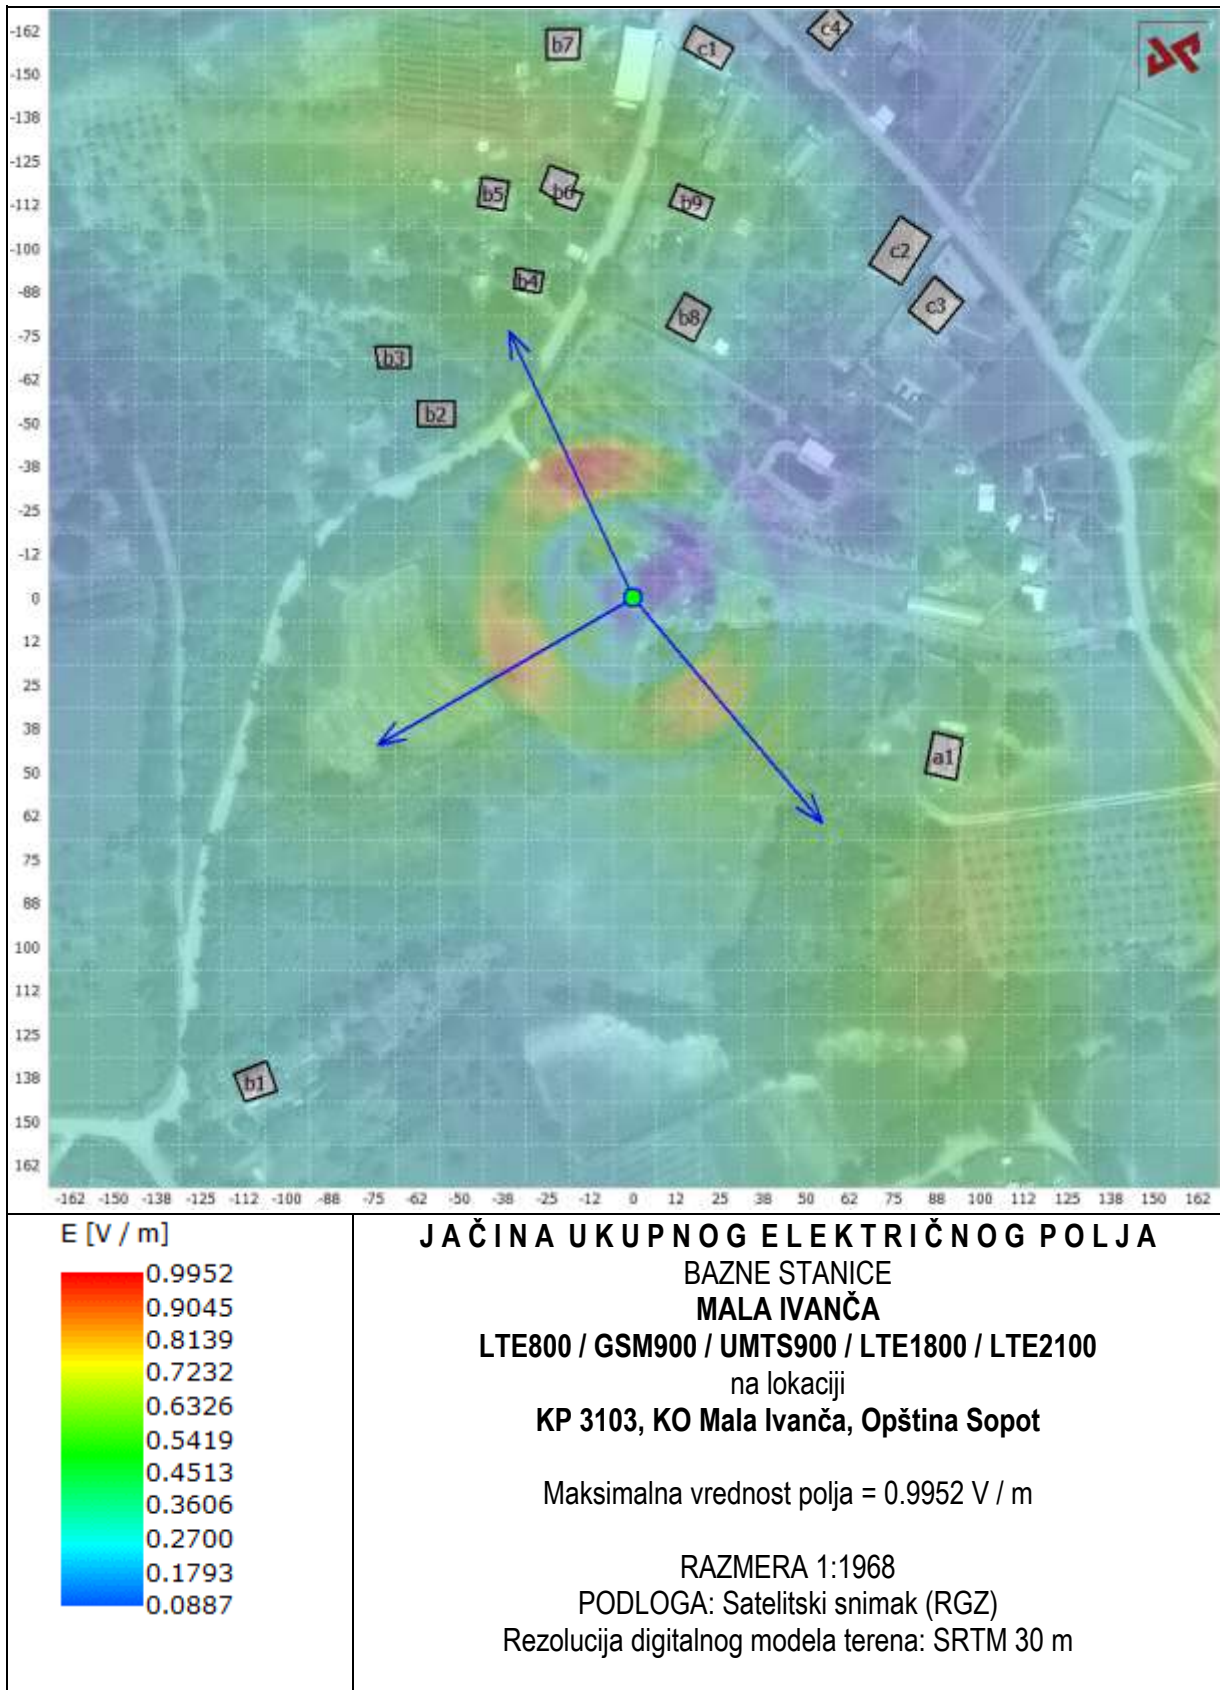 -162
b7
c1
c4
-150
-138
-125
b5
b6
b9
-112
-100
c2
-88
b4
c3
b8
-75
b3
-62
b2
-50
-38
-25
-12
0
12
25
38
a1
50
62
75
88
100
112
125
138
b1
150
162
-162 -150 -138 -125 -112 -100 -88 -75 -62 -50 -38 -25 -12 0 12 25 38 50 62 75 88 100 112 125 138 150 162
E [V / m]
0.9952
0.9045
0.8139
0.7232
0.6326
0.5419
0.4513
0.3606
0.2700
0.1793
0.0887
JAČINA UKUPNOG ELEKTRIČNOG POLJA
BAZNE STANICE
MALA IVANČA
LTE800 / GSM900 / UMTS900 / LTE1800 / LTE2100
na lokaciji
KP 3103, KO Mala Ivanča, Opština Sopot
Maksimalna vrednost polja = 0.9952 V / m
RAZMERA 1:1968
PODLOGA: Satelitski snimak (RGZ)
Rezolucija digitalnog modela terena: SRTM 30 m